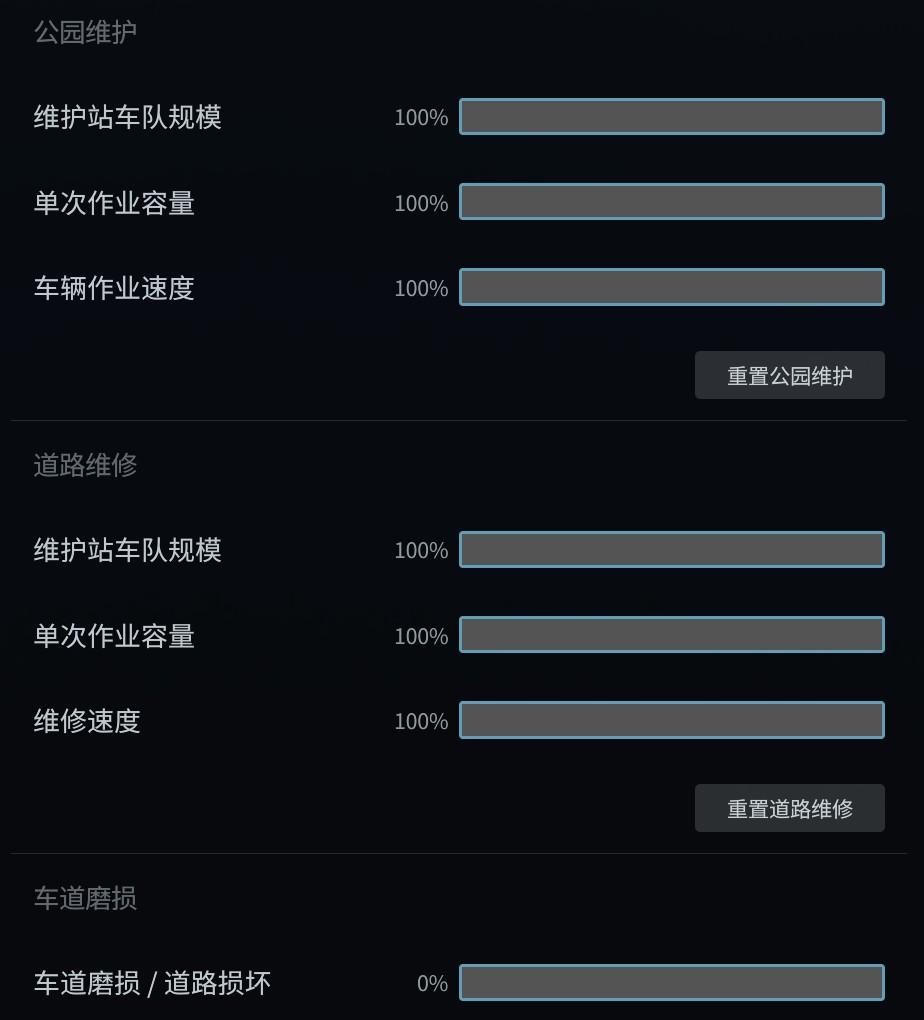 公园维护
维护站车队规模 100%
单次作业容量 100%
车辆作业速度 100%
重置公园维护
道路维修
维护站车队规模 100%
单次作业容量 100%
维修速度 100%
重置道路维修
车道磨损
车道磨损 / 道路损坏 0%